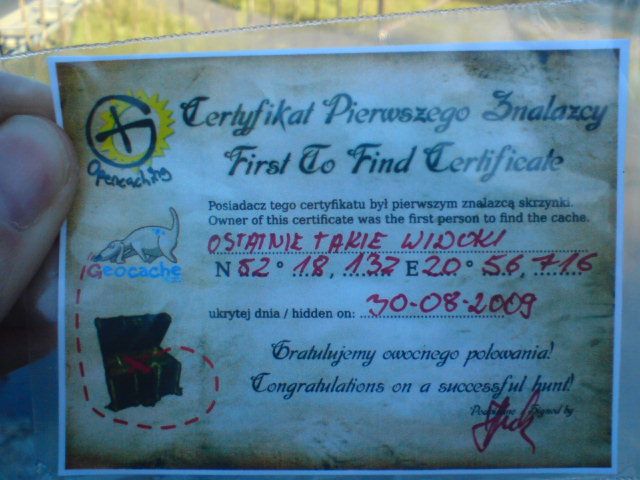 Certyfikat Pierwszego Znalazcy
First To Find Certificate
Opencaching
Posiadacz tego certyfikatu był pierwszym znalazcą skrzynki.
Owner of this certificate was the first person to find the cache.
OSTATNIE TAKIE WIDOKI
iGeocache
N 52 ° 18, 137 E 20 ° 56, 716
ukrytej dnia / hidden on: 30-08-2009
Gratulujemy owocnego polowania!
Congratulations on a successful hunt!
Podpisano / Signed by